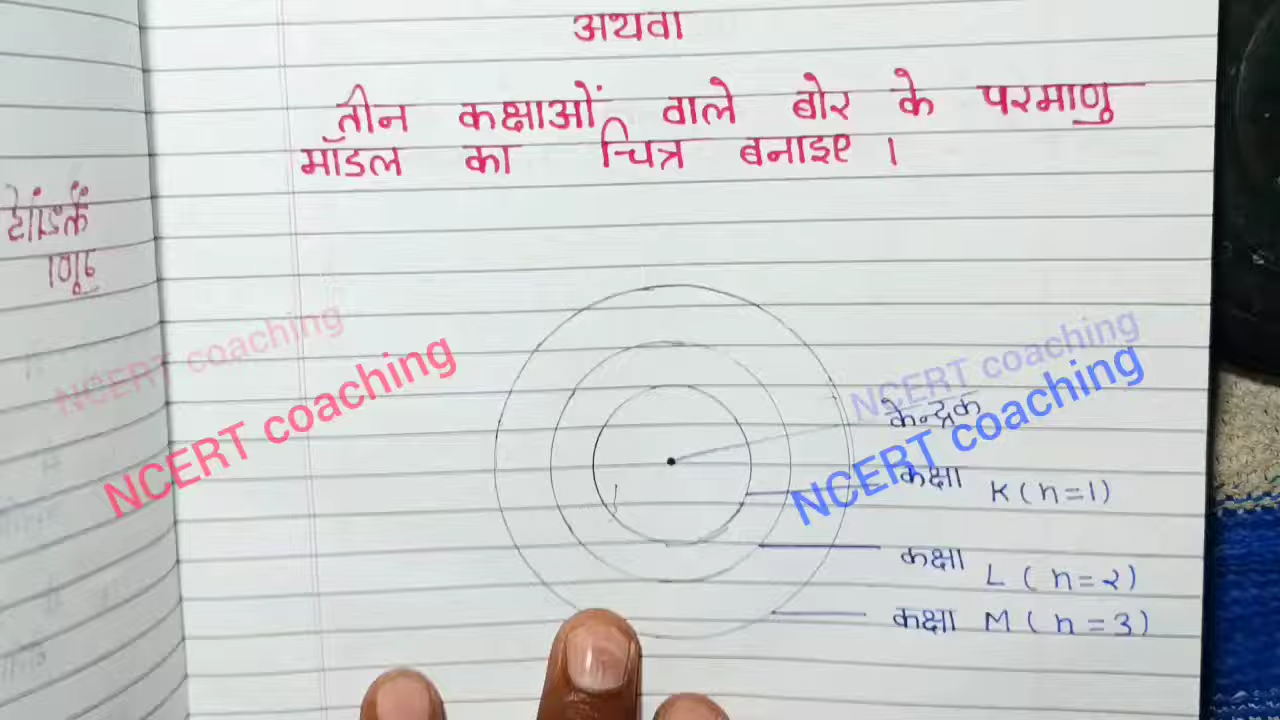 अथवा
तीन कक्षाओं वाले बोर के परमाणु
मॉडल का चित्र बनाइए ।
NCERT coaching
NCERT coaching
NCERT coaching
NCERT coaching
केन्द्रक
कक्षा K (n=1)
कक्षा L ( n = २)
कक्षा M ( n = 3 )